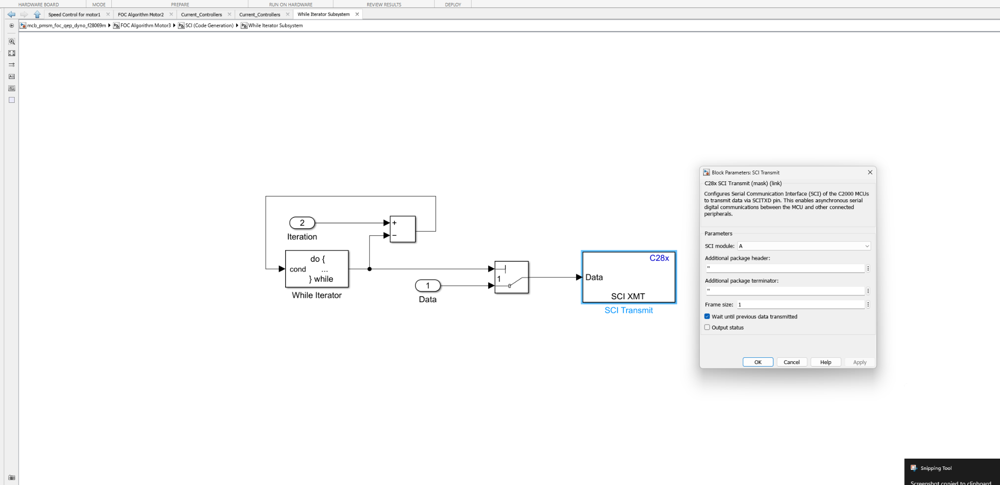 HARDWARE BOARD MODE PREPARE RUN ON HARDWARE REVIEW RESULTS DEPLOY
Speed Control for motor1 FOC Algorithm Motor2 Current_Controllers Current_Controllers While Iterator Subsystem
mcb_pmsm_foc_qep_dyno_f28069m FOC Algorithm Motor3 SCI (Code Generation) While Iterator Subsystem
2
Iteration
+
−
do {
cond ...
} while
While Iterator
1
Data
1
C28x
Data
SCI XMT
SCI Transmit
Block Parameters: SCI Transmit
C28x SCI Transmit (mask) (link)
Configures Serial Communication Interface (SCI) of the C2000 MCUs
to transmit data via SCITXD pin. This enables asynchronous serial
digital communications between the MCU and other connected
peripherals.
Parameters
SCI module: A
Additional package header:
''
Additional package terminator:
''
Frame size: 1
Wait until previous data transmitted
Output status
OK Cancel Help Apply
Snipping Tool
Screenshot copied to clipboard